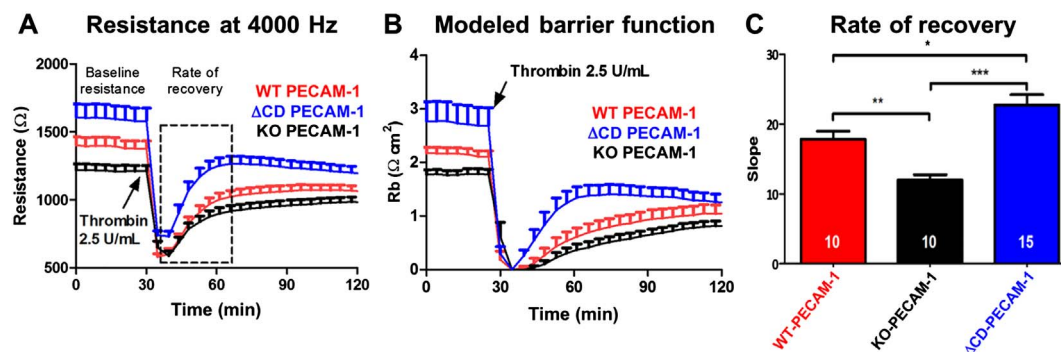 A Resistance at 4000 Hz
2000
1500
1000
500
Resistance (Ω)
Baseline
resistance
Rate of
recovery
WT PECAM-1
ΔCD PECAM-1
KO PECAM-1
Thrombin
2.5 U/mL
0 30 60 90 120
Time (min)
B Modeled barrier function
4
3
2
1
0
Rb (Ω cm²)
Thrombin 2.5 U/mL
WT PECAM-1
ΔCD PECAM-1
KO PECAM-1
0 30 60 90 120
Time (min)
C Rate of recovery
30
20
10
0
Slope
*
***
**
10 10 15
WT-PECAM-1
KO-PECAM-1
ΔCD-PECAM-1